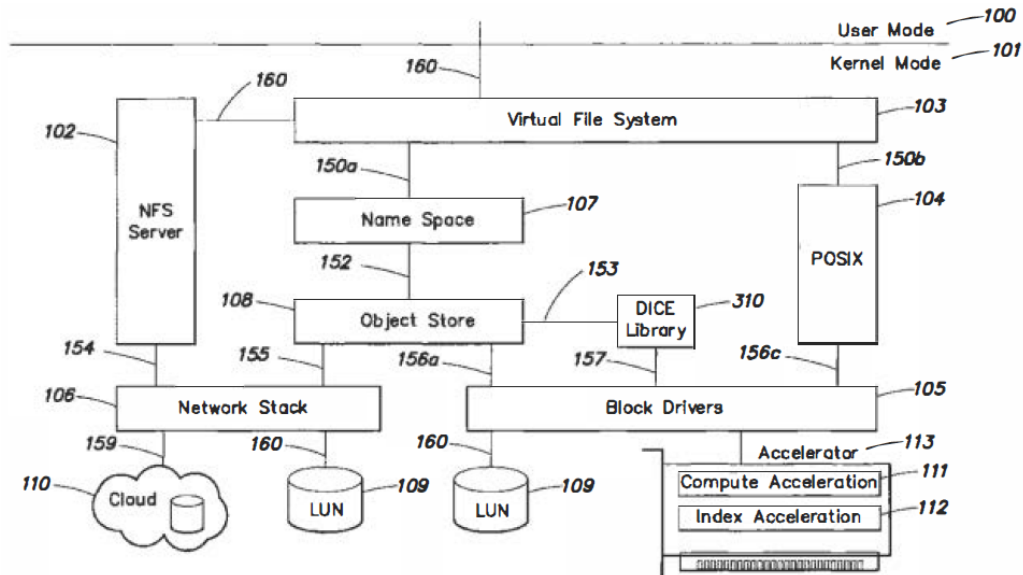 User Mode 100
Kernel Mode 101
160
160
102
Virtual File System
103
150a
150b
NFS
Server
Name Space
107
104
POSIX
152
153
108
Object Store
DICE
Library
310
154
155
156a
157
156c
106
Network Stack
Block Drivers
105
159
160
160
Accelerator
113
110
Cloud
LUN
109
LUN
109
Compute Acceleration
111
Index Acceleration
112